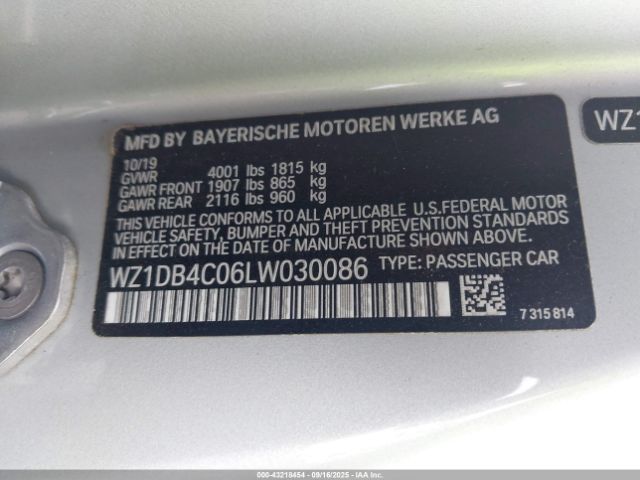 MFD BY BAYERISCHE MOTOREN WERKE AG
10/19
GVWR 4001 lbs 1815 kg
GAWR FRONT 1907 lbs 865 kg
GAWR REAR 2116 lbs 960 kg
THIS VEHICLE CONFORMS TO ALL APPLICABLE U.S.FEDERAL MOTOR
VEHICLE SAFETY, BUMPER AND THEFT PREVENTION STANDARDS
IN EFFECT ON THE DATE OF MANUFACTURE SHOWN ABOVE.
WZ1DB4C06LW030086 TYPE: PASSENGER CAR
7 315 814
WZ1
000-43218454 - 09/16/2025 - IAAI.COM